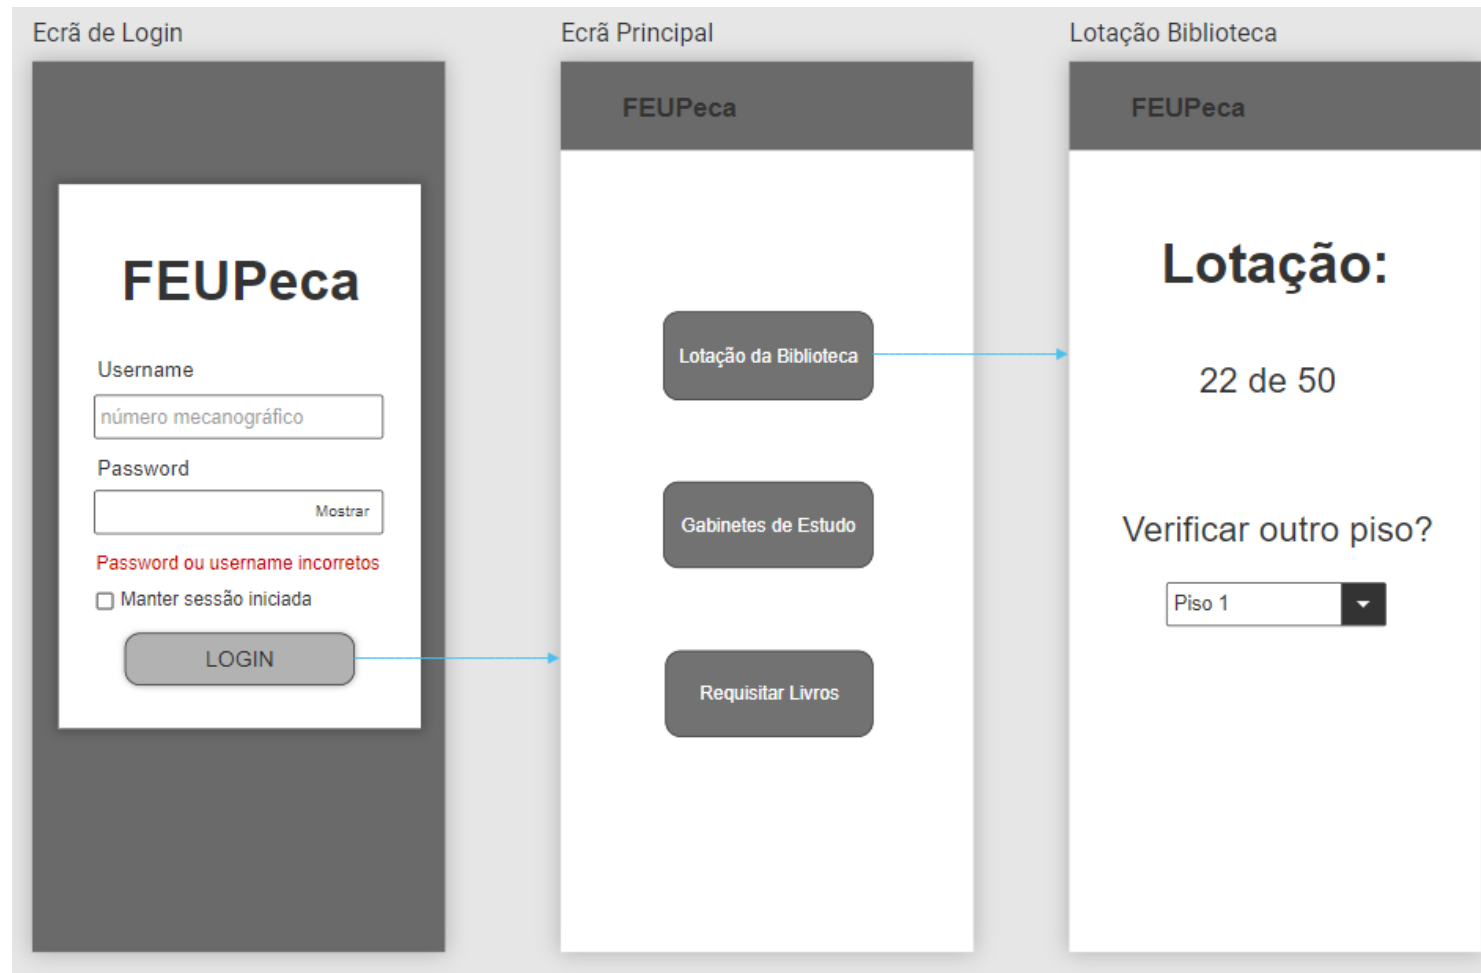 Ecrã de Login
FEUPeca
Username
número mecanográfico
Password
Mostrar
Password ou username incorretos
Manter sessão iniciada
LOGIN
Ecrã Principal
FEUPeca
Lotação da Biblioteca
Gabinetes de Estudo
Requisitar Livros
Lotação Biblioteca
FEUPeca
Lotação:
22 de 50
Verificar outro piso?
Piso 1